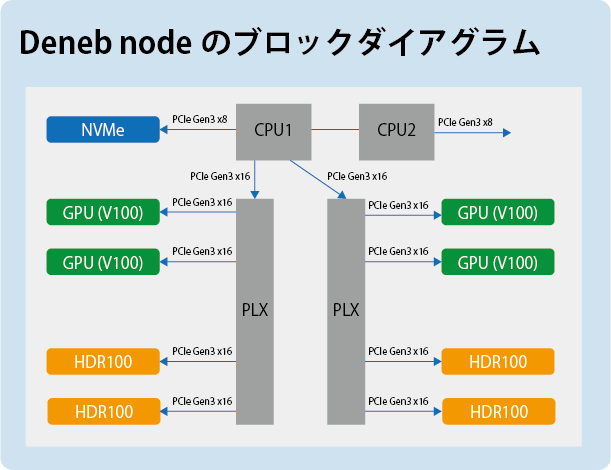 Deneb node のブロックダイアグラム
NVMe
PCIe Gen3 x8
CPU1
CPU2
PCIe Gen3 x8
PCIe Gen3 x16
PCIe Gen3 x16
GPU (V100)
PCIe Gen3 x16
PCIe Gen3 x16
GPU (V100)
GPU (V100)
PCIe Gen3 x16
PCIe Gen3 x16
GPU (V100)
PLX
PLX
HDR100
PCIe Gen3 x16
PCIe Gen3 x16
HDR100
HDR100
PCIe Gen3 x16
PCIe Gen3 x16
HDR100